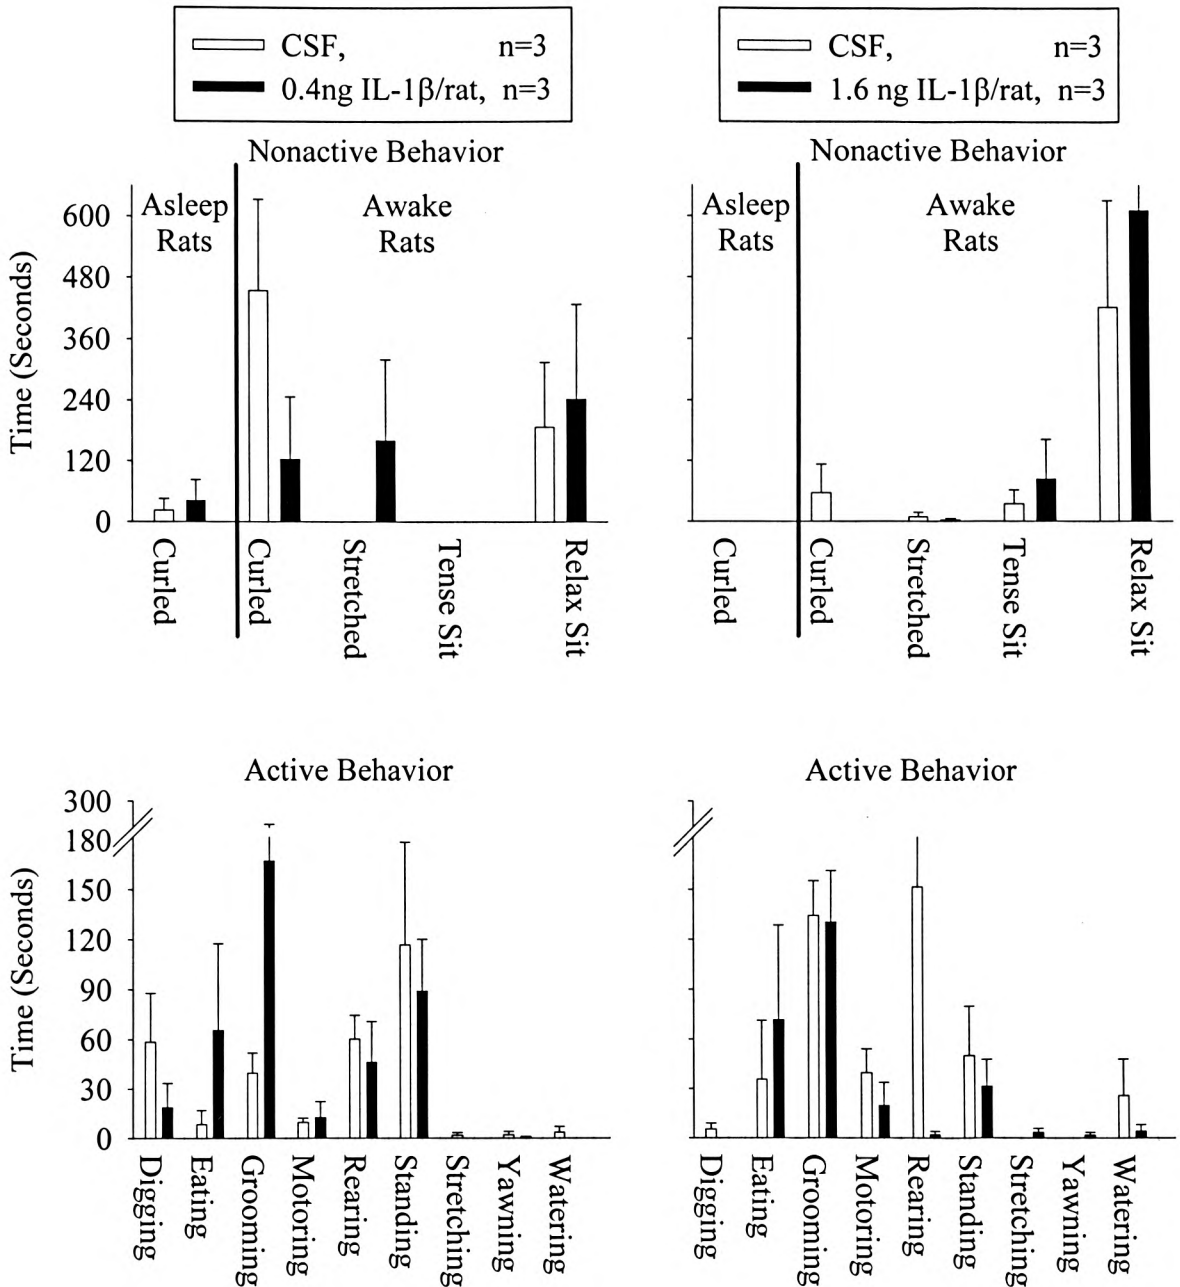 CSF, n=3
0.4ng IL-1β/rat, n=3
Nonactive Behavior
Asleep
Rats
Awake
Rats
Time (Seconds)
600
480
360
240
120
0
Curled
Curled
Stretched
Tense Sit
Relax Sit
CSF, n=3
1.6 ng IL-1β/rat, n=3
Nonactive Behavior
Asleep
Rats
Awake
Rats
Curled
Curled
Stretched
Tense Sit
Relax Sit
Active Behavior
Time (Seconds)
300
180
150
120
90
60
30
0
Digging
Eating
Grooming
Motoring
Rearing
Standing
Stretching
Yawning
Watering
Active Behavior
Digging
Eating
Grooming
Motoring
Rearing
Standing
Stretching
Yawning
Watering